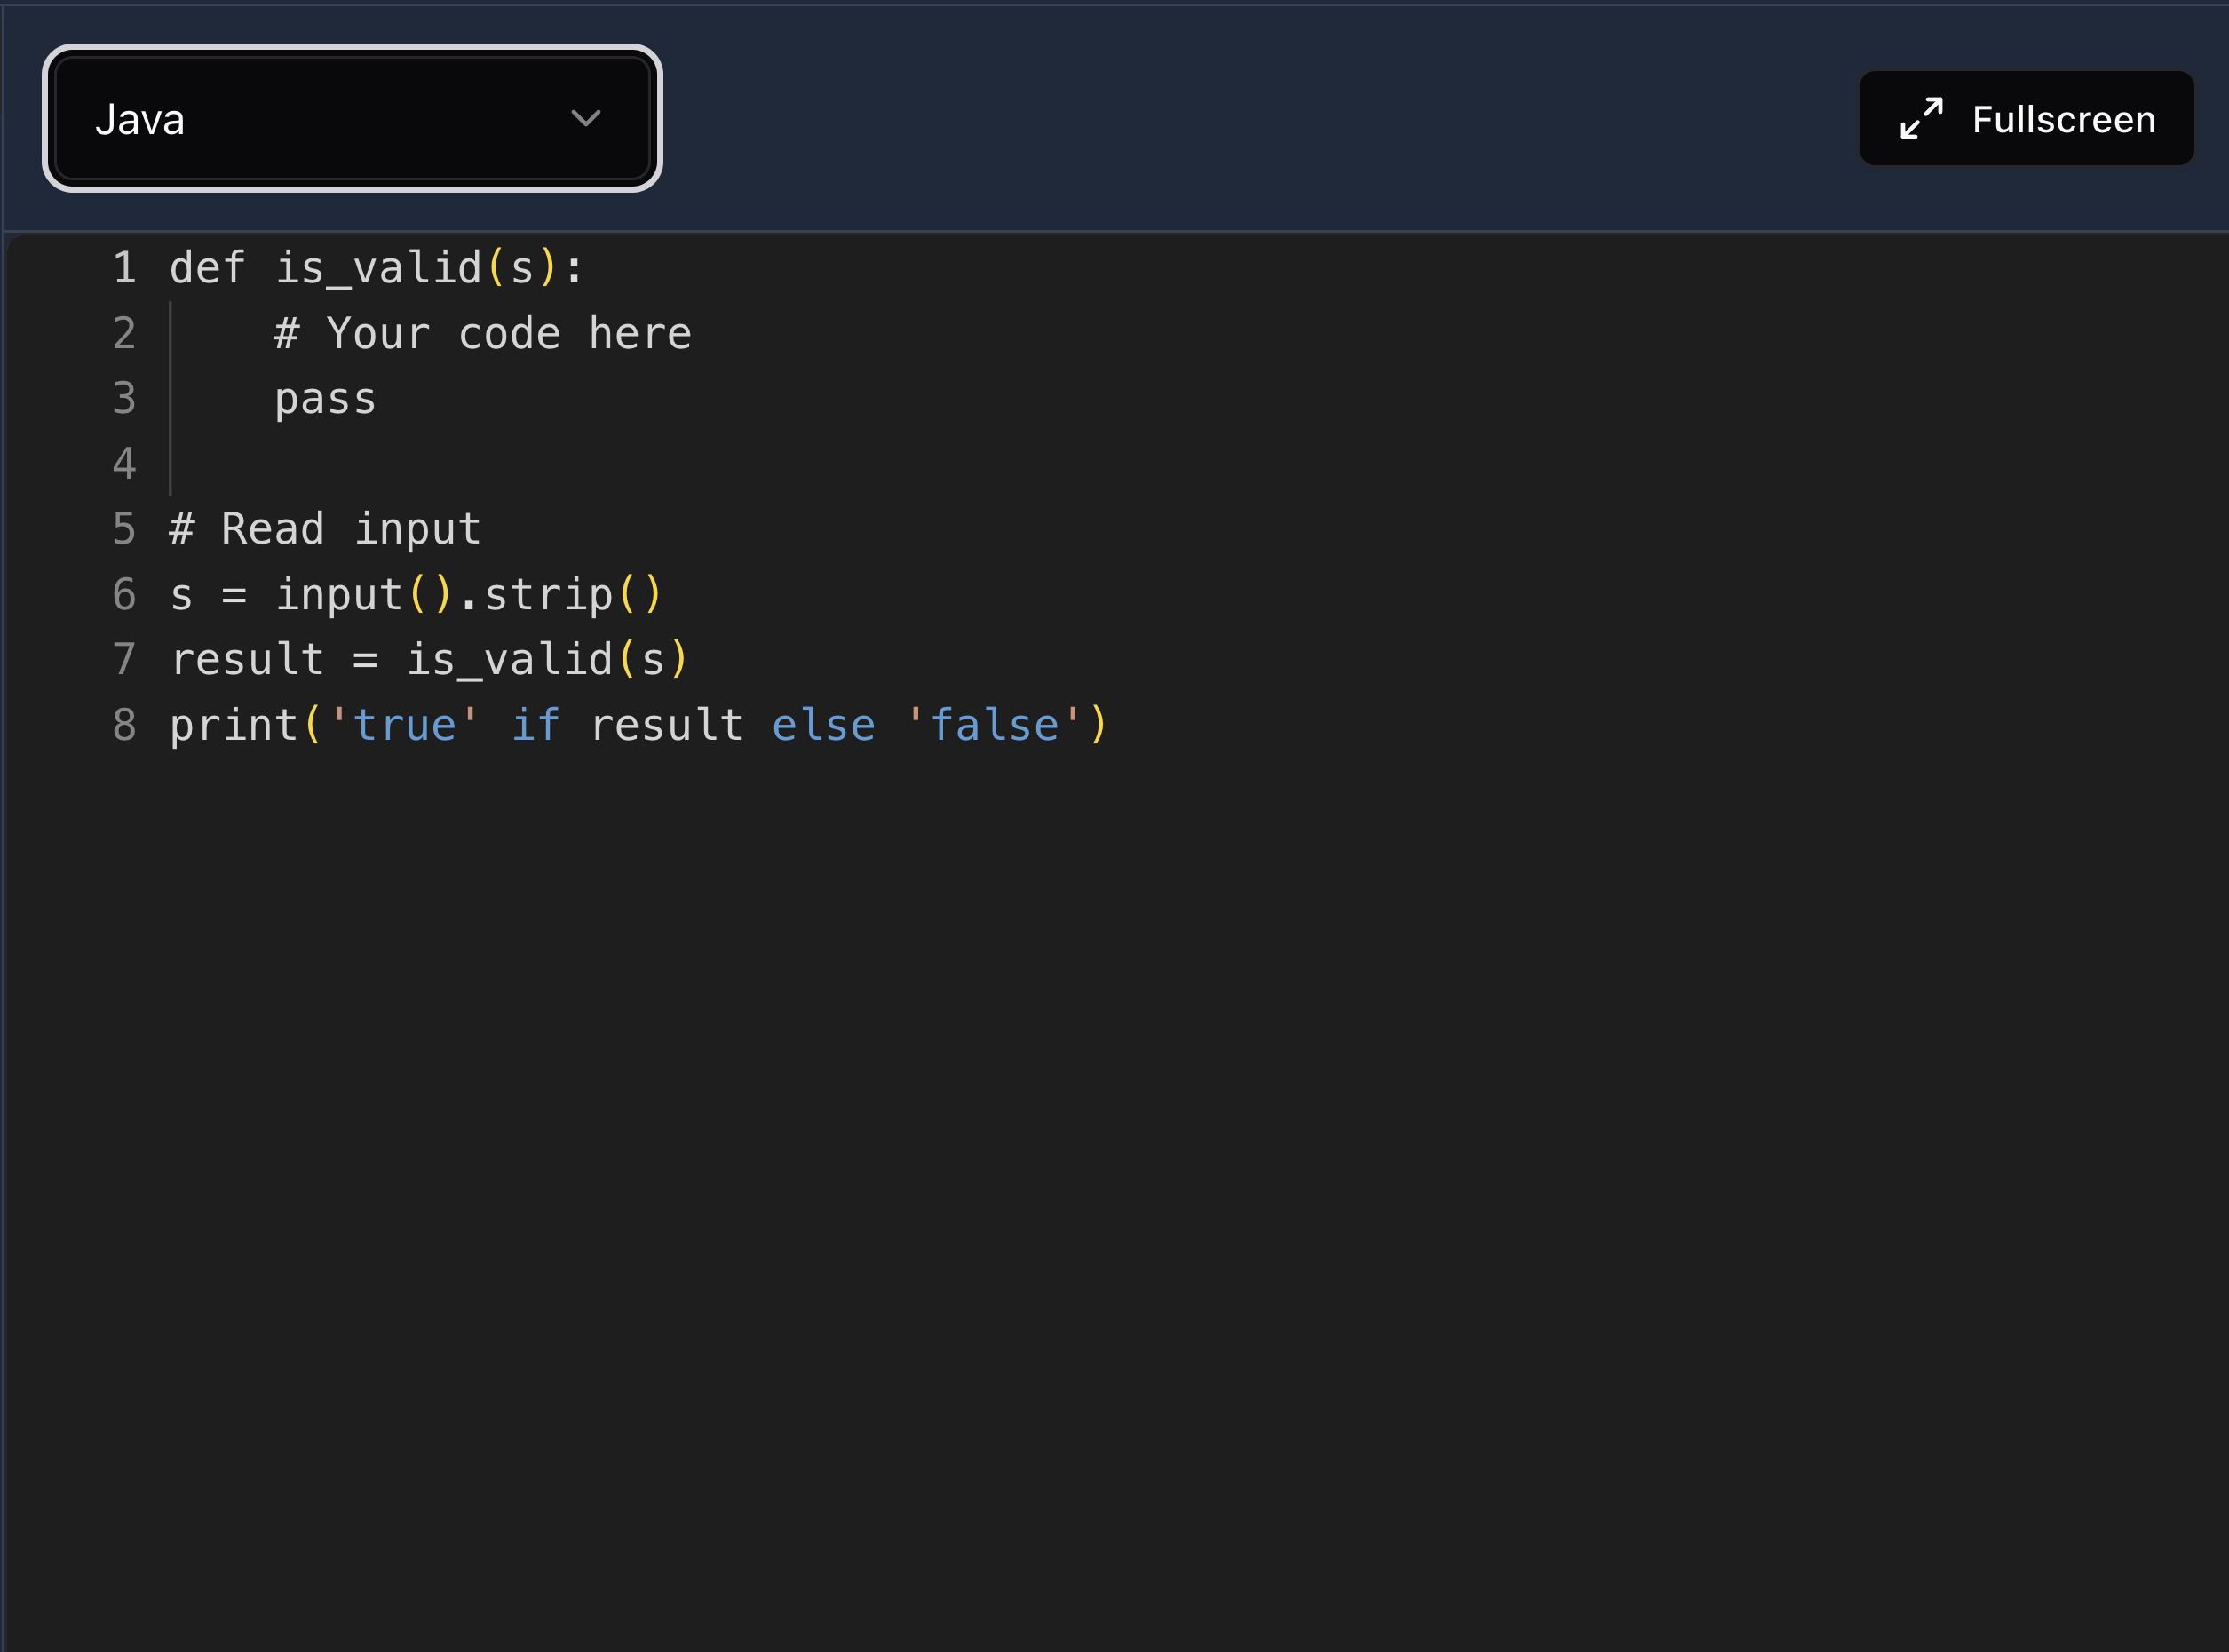 Java
Fullscreen
1 def is_valid(s):
2     # Your code here
3     pass
4
5 # Read input
6 s = input().strip()
7 result = is_valid(s)
8 print('true' if result else 'false')